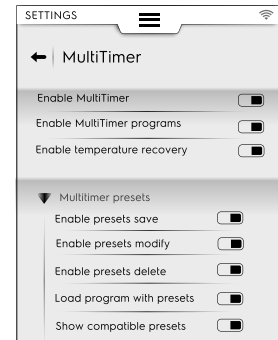 SETTINGS
MultiTimer
Enable MultiTimer
Enable MultiTimer programs
Enable temperature recovery
Multitimer presets
Enable presets save
Enable presets modify
Enable presets delete
Load program with presets
Show compatible presets